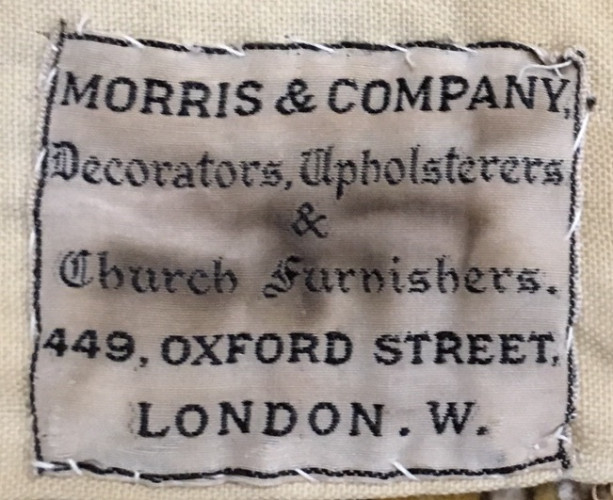 MORRIS & COMPANY,
Decorators, Upholsterers
&
Church Furnishers.
449, OXFORD STREET,
LONDON. W.